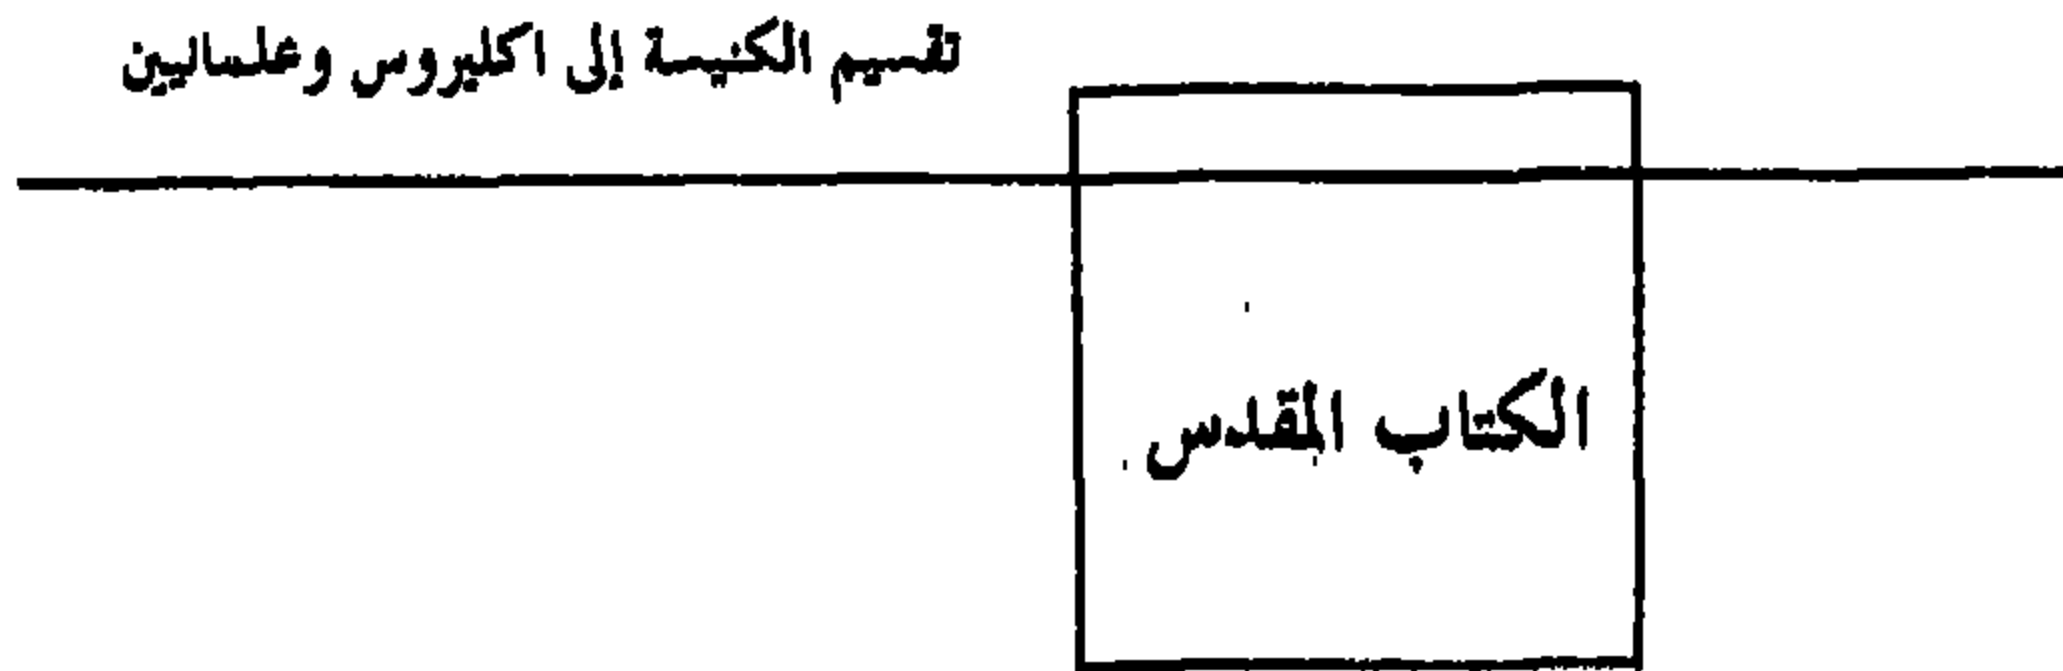 تقسيم الكنيسة إلى اكليروس وعلمانيين
الكتاب المقدس